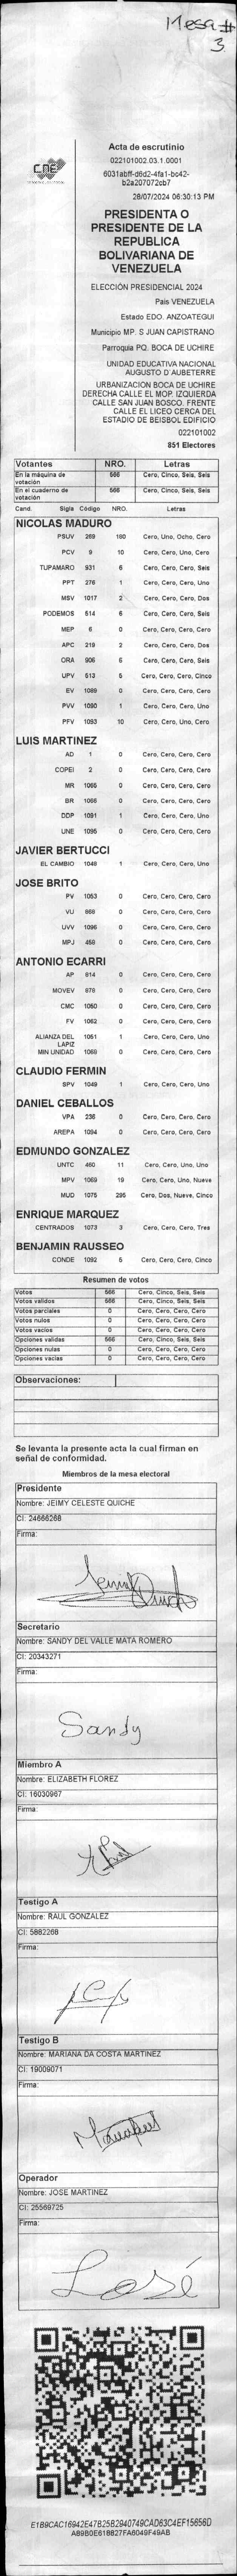 Mesa #
3
CNE
Acta de escrutinio
022101002.03.1.0001
6031abff-d6d2-4fa1-bc42-
b2a207072cb7
28/07/2024 06:30:13 PM
PRESIDENTA O
PRESIDENTE DE LA
REPUBLICA
BOLIVARIANA DE
VENEZUELA
ELECCIÓN PRESIDENCIAL 2024
Pais VENEZUELA
Estado EDO. ANZOATEGUI
Municipio MP. S JUAN CAPISTRANO
Parroquia PQ. BOCA DE UCHIRE
UNIDAD EDUCATIVA NACIONAL
AUGUSTO D´AUBETERRE
URBANIZACION BOCA DE UCHIRE
DERECHA CALLE EL MOP. IZQUIERDA
CALLE SAN JUAN BOSCO. FRENTE
CALLE EL LICEO CERCA DEL
ESTADIO DE BEISBOL EDIFICIO
022101002
851 Electores
Votantes NRO. Letras
En la máquina de votación 566 Cero, Cinco, Seis, Seis
En el cuaderno de votación 566 Cero, Cinco, Seis, Seis
Cand. Sigla Código NRO. Letras
NICOLAS MADURO
PSUV 269 180 Cero, Uno, Ocho, Cero
PCV 9 10 Cero, Cero, Uno, Cero
TUPAMARO 931 6 Cero, Cero, Cero, Seis
PPT 276 1 Cero, Cero, Cero, Uno
MSV 1017 2 Cero, Cero, Cero, Dos
PODEMOS 514 6 Cero, Cero, Cero, Seis
MEP 6 0 Cero, Cero, Cero, Cero
APC 219 2 Cero, Cero, Cero, Dos
ORA 906 6 Cero, Cero, Cero, Seis
UPV 513 5 Cero, Cero, Cero, Cinco
EV 1089 0 Cero, Cero, Cero, Cero
PVV 1090 1 Cero, Cero, Cero, Uno
PFV 1093 10 Cero, Cero, Uno, Cero
LUIS MARTINEZ
AD 1 0 Cero, Cero, Cero, Cero
COPEI 2 0 Cero, Cero, Cero, Cero
MR 1065 0 Cero, Cero, Cero, Cero
BR 1066 0 Cero, Cero, Cero, Cero
DDP 1091 1 Cero, Cero, Cero, Uno
UNE 1095 0 Cero, Cero, Cero, Cero
JAVIER BERTUCCI
EL CAMBIO 1048 1 Cero, Cero, Cero, Uno
JOSE BRITO
PV 1053 0 Cero, Cero, Cero, Cero
VU 868 0 Cero, Cero, Cero, Cero
UVV 1096 0 Cero, Cero, Cero, Cero
MPJ 458 0 Cero, Cero, Cero, Cero
ANTONIO ECARRI
AP 814 0 Cero, Cero, Cero, Cero
MOVEV 878 0 Cero, Cero, Cero, Cero
CMC 1050 0 Cero, Cero, Cero, Cero
FV 1062 0 Cero, Cero, Cero, Cero
ALIANZA DEL LAPIZ 1051 1 Cero, Cero, Cero, Uno
MIN UNIDAD 1068 0 Cero, Cero, Cero, Cero
CLAUDIO FERMIN
SPV 1049 1 Cero, Cero, Cero, Uno
DANIEL CEBALLOS
VPA 236 0 Cero, Cero, Cero, Cero
AREPA 1094 0 Cero, Cero, Cero, Cero
EDMUNDO GONZALEZ
UNTC 460 11 Cero, Cero, Uno, Uno
MPV 1069 19 Cero, Cero, Uno, Nueve
MUD 1075 295 Cero, Dos, Nueve, Cinco
ENRIQUE MARQUEZ
CENTRADOS 1073 3 Cero, Cero, Cero, Tres
BENJAMIN RAUSSEO
CONDE 1092 5 Cero, Cero, Cero, Cinco
Resumen de votos
Votos 566 Cero, Cinco, Seis, Seis
Votos validos 566 Cero, Cinco, Seis, Seis
Votos parciales 0 Cero, Cero, Cero, Cero
Votos nulos 0 Cero, Cero, Cero, Cero
Votos vacios 0 Cero, Cero, Cero, Cero
Opciones validas 566 Cero, Cinco, Seis, Seis
Opciones nulas 0 Cero, Cero, Cero, Cero
Opciones vacias 0 Cero, Cero, Cero, Cero
Observaciones:
Se levanta la presente acta la cual firman en
señal de conformidad.
Miembros de la mesa electoral
Presidente
Nombre: JEIMY CELESTE QUICHE
CI: 24666268
Firma:
Secretario
Nombre: SANDY DEL VALLE MATA ROMERO
CI: 20343271
Firma:
Sandy
Miembro A
Nombre: ELIZABETH FLOREZ
CI: 16030967
Firma:
Testigo A
Nombre: RAUL GONZALEZ
CI: 5882268
Firma:
Testigo B
Nombre: MARIANA DA COSTA MARTINEZ
CI: 19009071
Firma:
Operador
Nombre: JOSE MARTINEZ
CI: 25569725
Firma:
José
E1B9CAC16942E47B25B2940749CAD63C4EF15656D
A89B0E618827FA6049F49AB